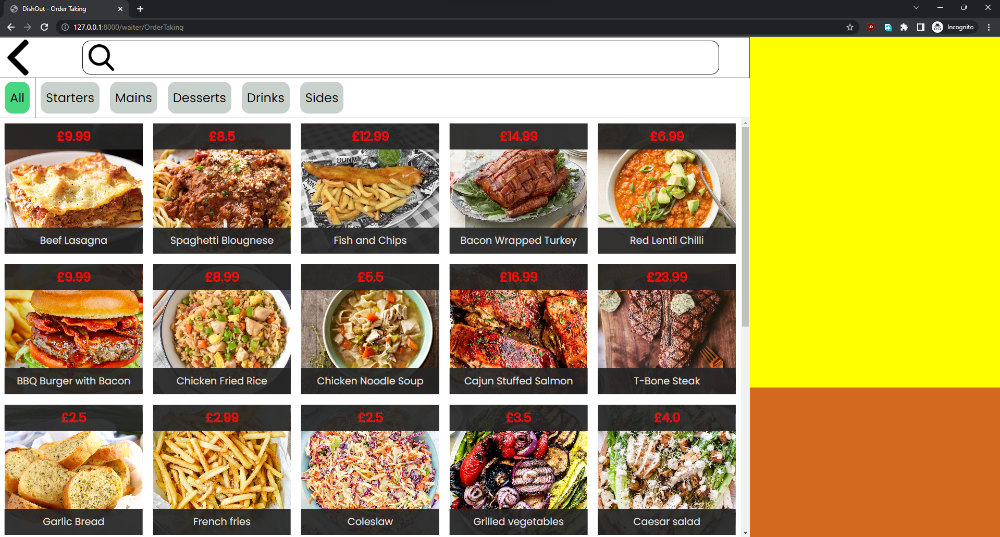 DishOut - Order Taking
127.0.0.1:8000/waiter/OrderTaking
Incognito
All
Starters
Mains
Desserts
Drinks
Sides
£9.99
£8.5
£12.99
£14.99
£6.99
Beef Lasagna
Spaghetti Blougnese
Fish and Chips
Bacon Wrapped Turkey
Red Lentil Chilli
£9.99
£8.99
£5.5
£16.99
£23.99
BBQ Burger with Bacon
Chicken Fried Rice
Chicken Noodle Soup
Cajun Stuffed Salmon
T-Bone Steak
£2.5
£2.99
£2.5
£3.5
£4.0
Garlic Bread
French fries
Coleslaw
Grilled vegetables
Caesar salad